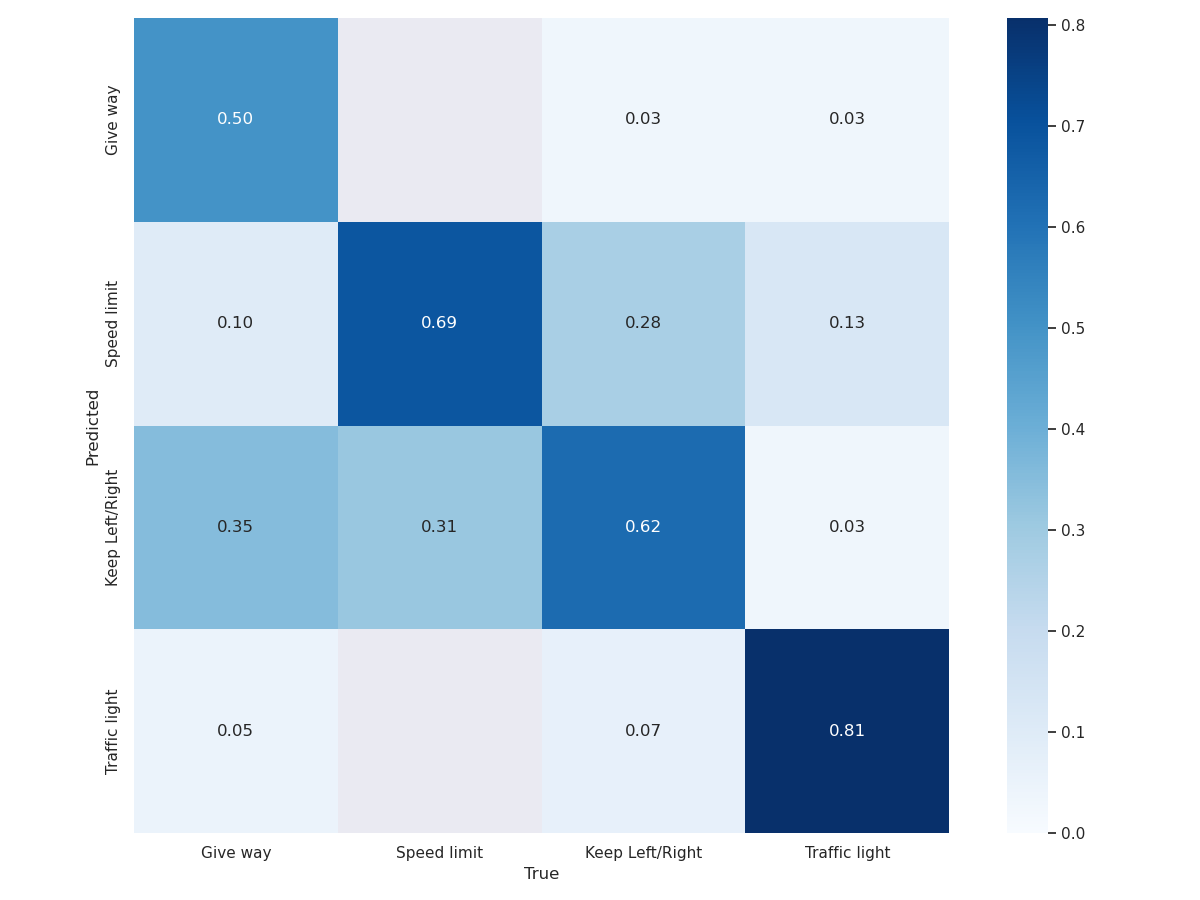 Give way
0.50
0.03
0.03
Speed limit
0.10
0.69
0.28
0.13
Keep Left/Right
0.35
0.31
0.62
0.03
Traffic light
0.05
0.07
0.81
Predicted
Give way
Speed limit
Keep Left/Right
Traffic light
True
0.8
0.7
0.6
0.5
0.4
0.3
0.2
0.1
0.0